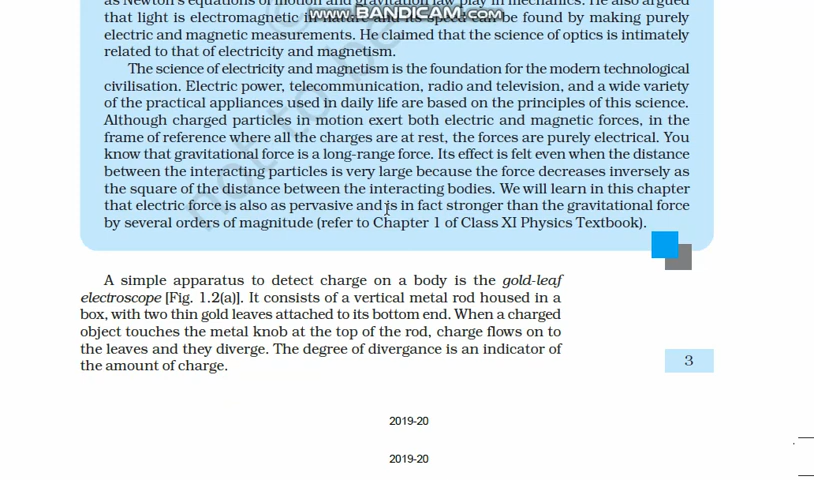 as Newton's equations of motion and gravitation law play in mechanics. He also argued
www.BANDICAM.com
that light is electromagnetic in nature and its speed can be found by making purely
electric and magnetic measurements. He claimed that the science of optics is intimately
related to that of electricity and magnetism.
The science of electricity and magnetism is the foundation for the modern technological
civilisation. Electric power, telecommunication, radio and television, and a wide variety
of the practical appliances used in daily life are based on the principles of this science.
Although charged particles in motion exert both electric and magnetic forces, in the
frame of reference where all the charges are at rest, the forces are purely electrical. You
know that gravitational force is a long-range force. Its effect is felt even when the distance
between the interacting particles is very large because the force decreases inversely as
the square of the distance between the interacting bodies. We will learn in this chapter
that electric force is also as pervasive and is in fact stronger than the gravitational force
by several orders of magnitude (refer to Chapter 1 of Class XI Physics Textbook).
not to be
A simple apparatus to detect charge on a body is the gold-leaf
electroscope [Fig. 1.2(a)]. It consists of a vertical metal rod housed in a
box, with two thin gold leaves attached to its bottom end. When a charged
object touches the metal knob at the top of the rod, charge flows on to
the leaves and they diverge. The degree of divergance is an indicator of
the amount of charge.
3
2019-20
2019-20